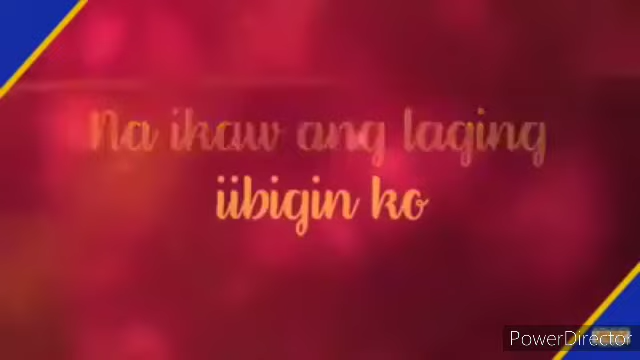 Na ikaw ang laging
iibigin ko
PowerDirector